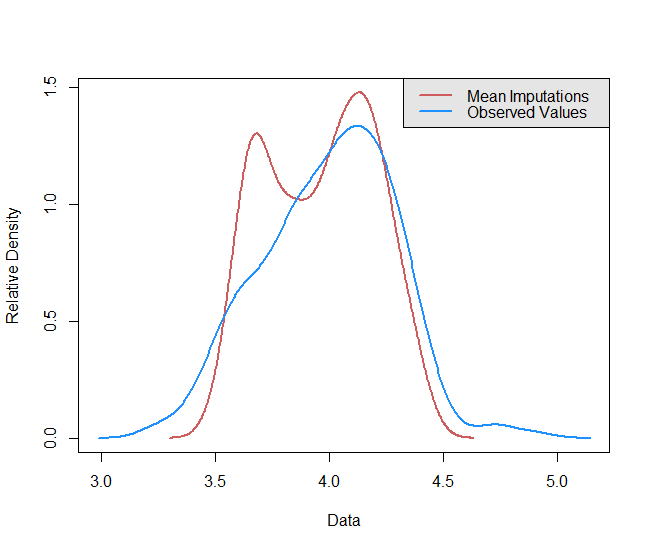 Mean Imputations
Observed Values
1.5
1.0
0.5
0.0
Relative Density
3.0 3.5 4.0 4.5 5.0
Data